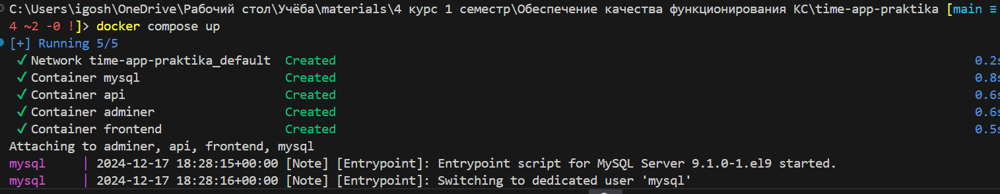 C:\Users\igosh\OneDrive\Рабочий стол\Учёба\materials\4 курс 1 семестр\Обеспечение качества функционирования КС\time-app-praktika [main ≡
4 ~2 -0 !]> docker compose up
[+] Running 5/5
✔ Network time-app-praktika_default Created 0.2s
✔ Container mysql Created 0.8s
✔ Container api Created 0.6s
✔ Container adminer Created 0.6s
✔ Container frontend Created 0.5s
Attaching to adminer, api, frontend, mysql
mysql | 2024-12-17 18:28:15+00:00 [Note] [Entrypoint]: Entrypoint script for MySQL Server 9.1.0-1.el9 started.
mysql | 2024-12-17 18:28:16+00:00 [Note] [Entrypoint]: Switching to dedicated user 'mysql'